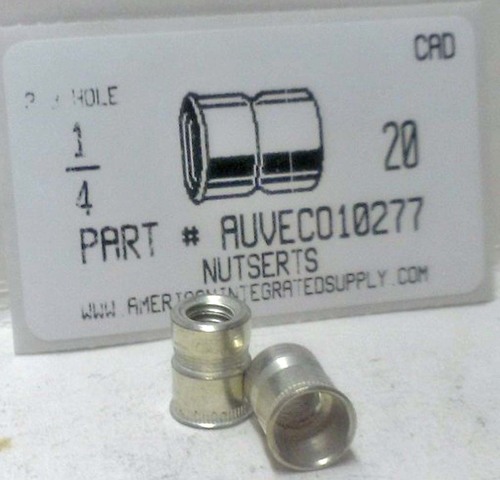 CAD
HOLE
1/4
20
PART # AUVECO10277
NUTSERTS
WWW.AMERICANINTEGRATEDSUPPLY.COM